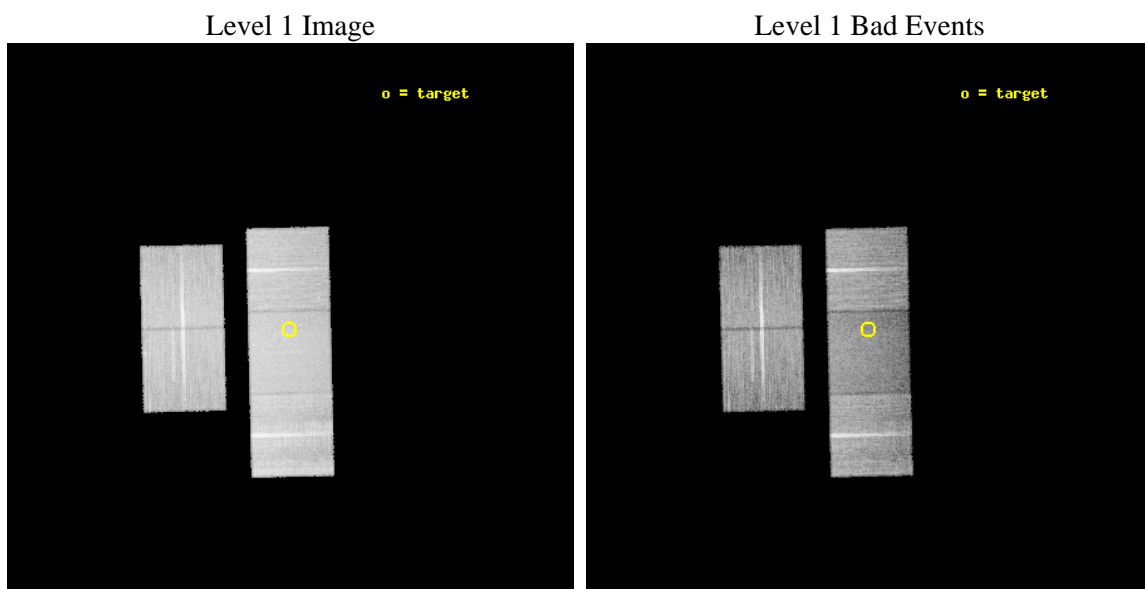 Level 1 Image
Level 1 Bad Events
o = target
o = target